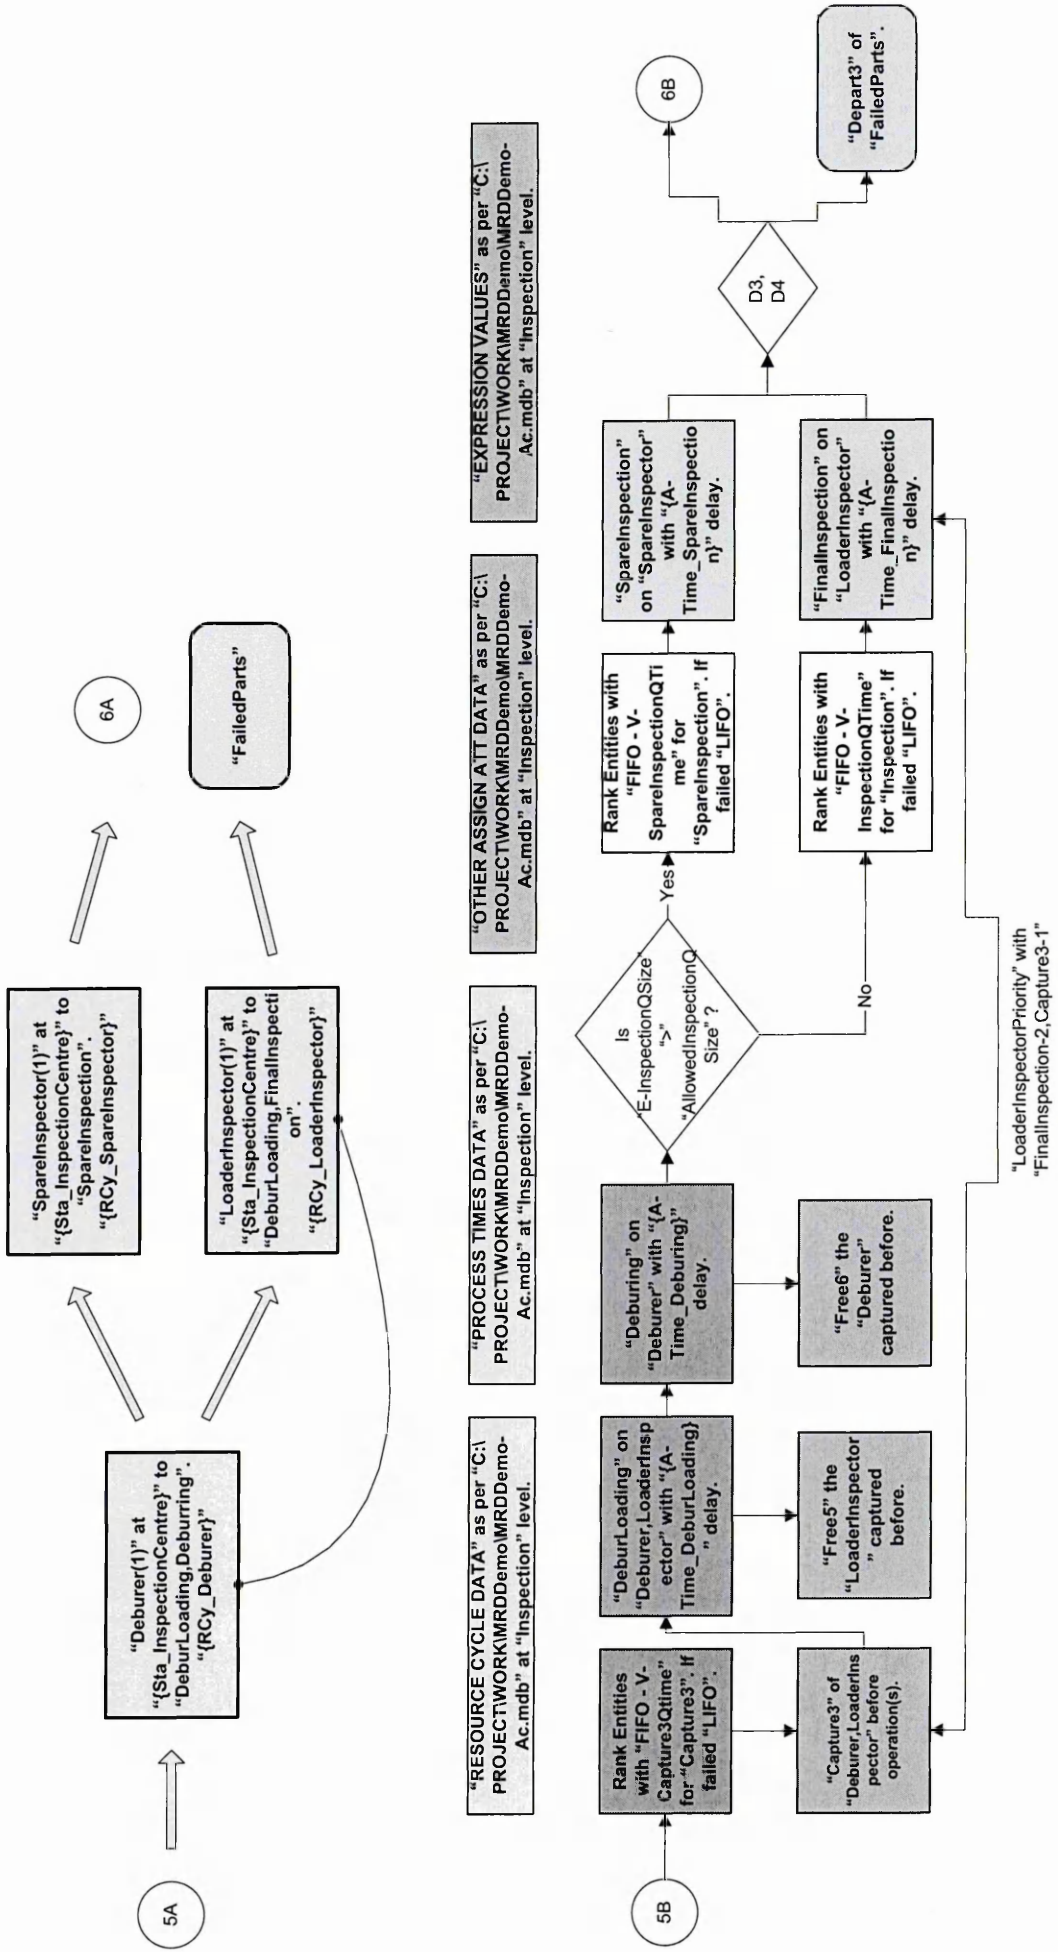 5A
"Deburer(1)" at
"{Sta_InspectionCentre}" to
"DeburLoading,Deburring".
"{RCy_Deburer}"
"SpareInspector(1)" at
"{Sta_InspectionCentre}" to
"SpareInspection".
"{RCy_SpareInspector}"
"LoaderInspector(1)" at
"{Sta_InspectionCentre}" to
"DeburLoading,FinalInspecti
on".
"{RCy_LoaderInspector}"
6A
"FailedParts"
"RESOURCE CYCLE DATA" as per "C:\
PROJECT\WORK\MRDDemo\MRDDemo-
Ac.mdb" at "Inspection" level.
"PROCESS TIMES DATA" as per "C:\
PROJECT\WORK\MRDDemo\MRDDemo-
Ac.mdb" at "Inspection" level.
"OTHER ASSIGN ATT DATA" as per "C:\
PROJECT\WORK\MRDDemo\MRDDemo-
Ac.mdb" at "Inspection" level.
"EXPRESSION VALUES" as per "C:\
PROJECT\WORK\MRDDemo\MRDDemo-
Ac.mdb" at "Inspection" level.
5B
Rank Entities
with "FIFO - V-
Capture3Qtime"
for "Capture3". If
failed "LIFO".
"Capture3" of
"Deburer,LoaderIns
pector" before
operation(s).
"DeburLoading" on
"Deburer,LoaderInsp
ector" with "{A-
Time_DeburLoading}
" delay.
"Free5" the
"LoaderInspector
" captured
before.
"Deburing" on
"Deburer" with "{A-
Time_Deburing}"
delay.
"Free6" the
"Deburer"
captured before.
Is
"E-InspectionQSize"
">"
"AllowedInspectionQ
Size" ?
Yes
No
Rank Entities with
"FIFO - V-
SpareInspectionQTi
me" for
"SpareInspection". If
failed "LIFO".
Rank Entities with
"FIFO - V-
InspectionQTime"
for "Inspection". If
failed "LIFO".
"SpareInspection"
on "SpareInspector"
with "{A-
Time_SpareInspectio
n}" delay.
"FinalInspection" on
"LoaderInspector"
with "{A-
Time_FinalInspectio
n}" delay.
D3,
D4
6B
"Depart3" of
"FailedParts".
"LoaderInspectorPriority" with
"FinalInspection-2,Capture3-1"